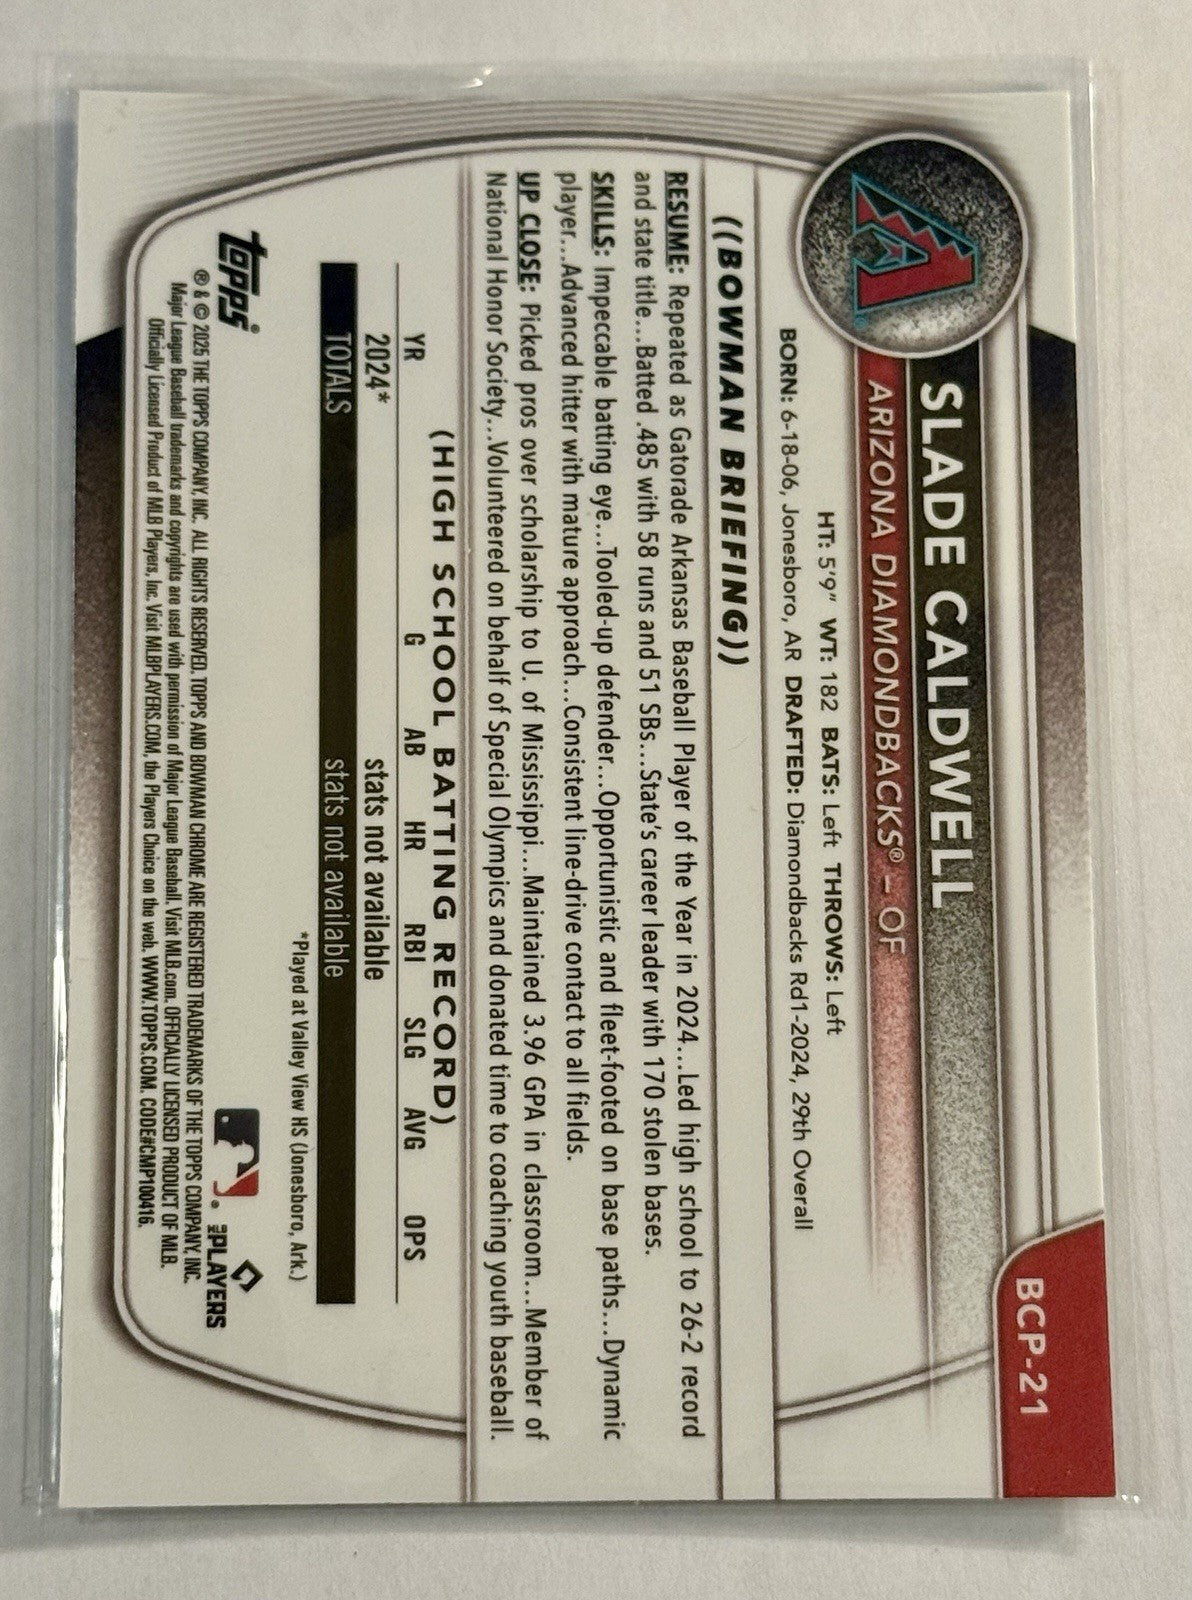 BCP-21
SLADE CALDWELL
ARIZONA DIAMONDBACKS® – OF
HT: 5'9" WT: 182 BATS: Left THROWS: Left
BORN: 6-18-06, Jonesboro, AR DRAFTED: Diamondbacks Rd1-2024, 29th Overall
((BOWMAN BRIEFING))
RESUME: Repeated as Gatorade Arkansas Baseball Player of the Year in 2024...Led high school to 26-2 record
and state title...Batted .485 with 58 runs and 51 SBs...State's career leader with 170 stolen bases.
SKILLS: Impeccable batting eye...Tooled-up defender...Opportunistic and fleet-footed on base paths...Dynamic
player...Advanced hitter with mature approach...Consistent line-drive contact to all fields.
UP CLOSE: Picked pros over scholarship to U. of Mississippi...Maintained 3.96 GPA in classroom...Member of
National Honor Society...Volunteered on behalf of Special Olympics and donated time to coaching youth baseball.
(HIGH SCHOOL BATTING RECORD)
YR G AB HR RBI SLG AVG OPS
2024* stats not available
TOTALS stats not available
*Played at Valley View HS (Jonesboro, Ark.)
topps®
MLB PLAYERS
® & © 2025 THE TOPPS COMPANY, INC. ALL RIGHTS RESERVED. TOPPS AND BOWMAN CHROME ARE REGISTERED TRADEMARKS OF THE TOPPS COMPANY, INC.
Major League Baseball trademarks and copyrights are used with permission of Major League Baseball. Visit MLB.com. OFFICIALLY LICENSED PRODUCT OF MLB.
Officially Licensed Product of MLB Players, Inc. Visit MLBPLAYERS.COM, the Players Choice on the web. WWW.TOPPS.COM. CODE#CMP100416.